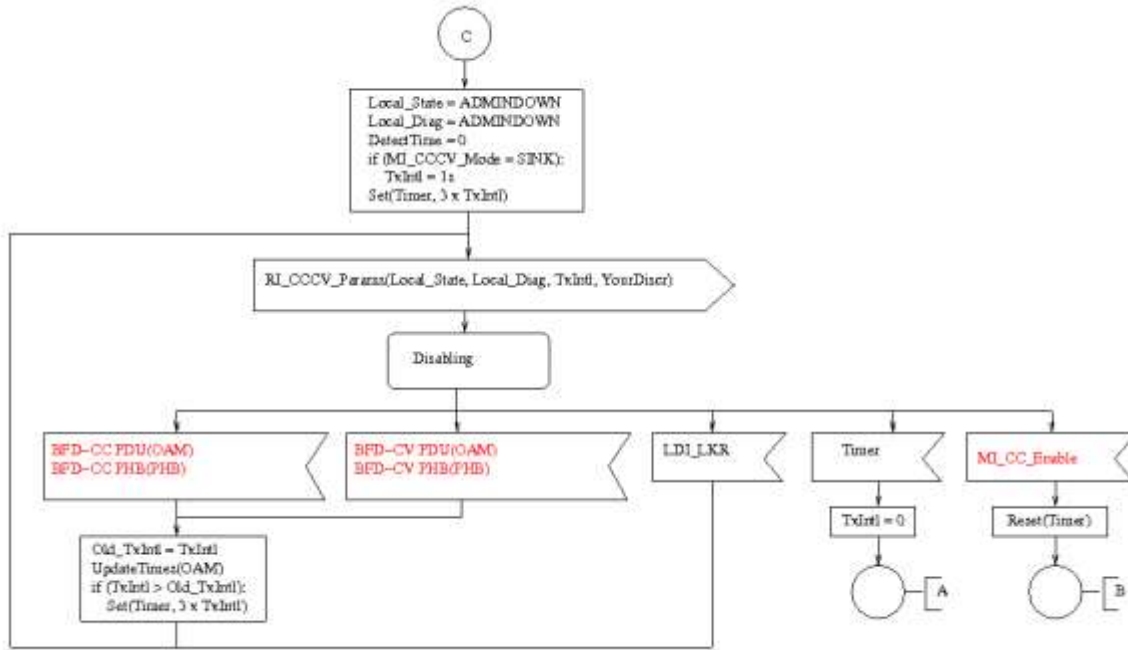 C
Local_State = ADMINDOWN
Local_Diag = ADMINDOWN
DetectTime = 0
if (MI_CCCV_Mode = SINK):
TxIntl = 1s
Set(Timer, 3 x TxIntl)
RI_CCCV_Params(Local_State, Local_Diag, TxIntl, YourDiscr)
Disabling
BFD-CC PDU(OAM)
BFD-CC PHB(PHB)
BFD-CV PDU(OAM)
BFD-CV PHB(PHB)
LDI_LKR
Timer
MI_CC_Enable
TxIntl = 0
Reset(Timer)
Old_TxIntl = TxIntl
UpdateTimes(OAM)
if (TxIntl > Old_TxIntl):
Set(Timer, 3 x TxIntl)
A
B